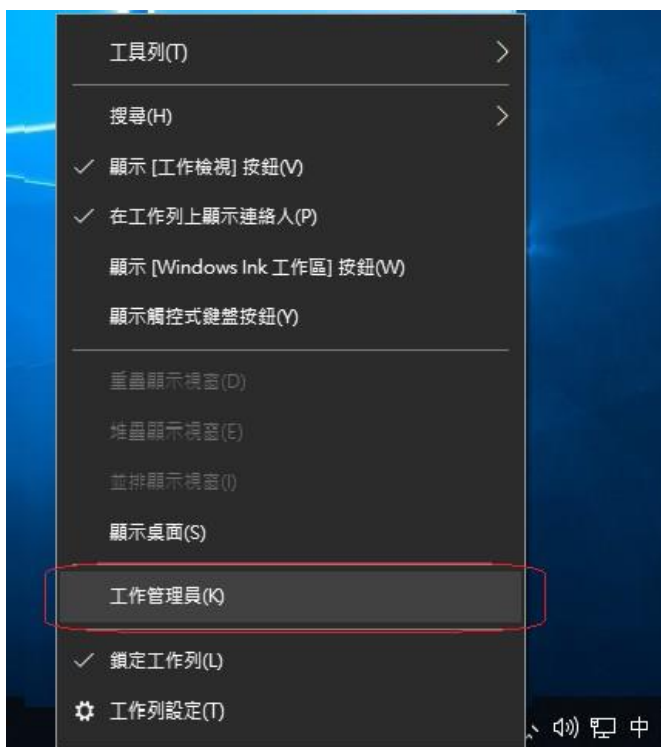 工具列(T)
搜尋(H)
顯示 [工作檢視] 按鈕(V)
在工作列上顯示連絡人(P)
顯示 [Windows Ink 工作區] 按鈕(W)
顯示觸控式鍵盤按鈕(Y)
重疊顯示視窗(D)
堆疊顯示視窗(E)
並排顯示視窗(I)
顯示桌面(S)
工作管理員(K)
鎖定工作列(L)
工作列設定(T)
中